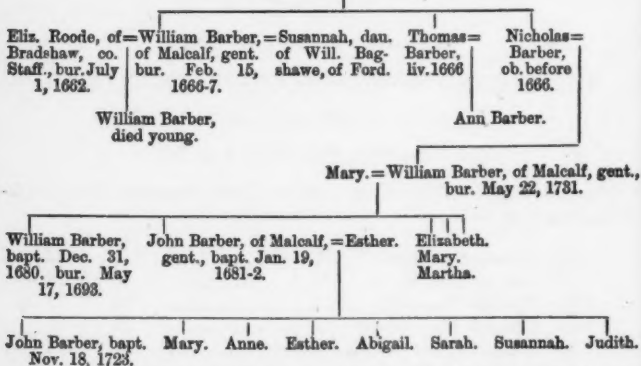 Eliz. Roode, of
Bradshaw, co.
Staff., bur. July
1, 1662.
=William Barber,=
of Malcalf, gent.
bur. Feb. 15,
1666-7.
Susannah, dau.
of Will. Bag-
shawe, of Ford.
Thomas=
Barber,
liv. 1666
Nicholas=
Barber,
ob. before
1666.
William Barber,
died young.
Ann Barber.
Mary.=William Barber, of Malcalf, gent.,
bur. May 22, 1731.
William Barber,
bapt. Dec. 31,
1680. bur. May
17, 1693.
John Barber, of Malcalf,=Esther.
gent., bapt. Jan. 19,
1681-2.
Elizabeth.
Mary.
Martha.
John Barber, bapt.
Nov. 18, 1723.
Mary. Anne. Esther. Abigail. Sarah. Susannah. Judith.